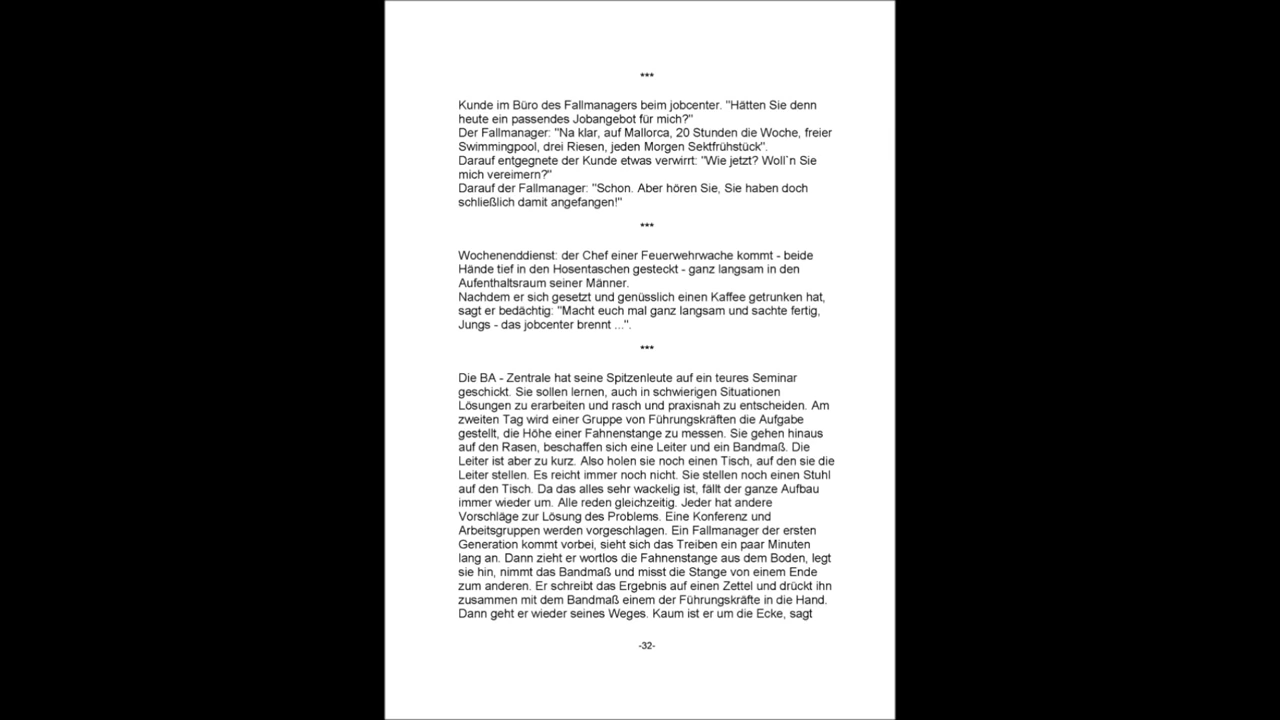 ***
Kunde im Büro des Fallmanagers beim jobcenter. "Hätten Sie denn
heute ein passendes Jobangebot für mich?"
Der Fallmanager: "Na klar, auf Mallorca, 20 Stunden die Woche, freier
Swimmingpool, drei Riesen, jeden Morgen Sektfrühstück".
Darauf entgegnete der Kunde etwas verwirrt: "Wie jetzt? Woll`n Sie
mich vereimern?"
Darauf der Fallmanager: "Schon. Aber hören Sie, Sie haben doch
schließlich damit angefangen!"
***
Wochenenddienst: der Chef einer Feuerwehrwache kommt - beide
Hände tief in den Hosentaschen gesteckt - ganz langsam in den
Aufenthaltsraum seiner Männer.
Nachdem er sich gesetzt und genüsslich einen Kaffee getrunken hat,
sagt er bedächtig: "Macht euch mal ganz langsam und sachte fertig,
Jungs - das jobcenter brennt ...".
***
Die BA - Zentrale hat seine Spitzenleute auf ein teures Seminar
geschickt. Sie sollen lernen, auch in schwierigen Situationen
Lösungen zu erarbeiten und rasch und praxisnah zu entscheiden. Am
zweiten Tag wird einer Gruppe von Führungskräften die Aufgabe
gestellt, die Höhe einer Fahnenstange zu messen. Sie gehen hinaus
auf den Rasen, beschaffen sich eine Leiter und ein Bandmaß. Die
Leiter ist aber zu kurz. Also holen sie noch einen Tisch, auf den sie die
Leiter stellen. Es reicht immer noch nicht. Sie stellen noch einen Stuhl
auf den Tisch. Da das alles sehr wackelig ist, fällt der ganze Aufbau
immer wieder um. Alle reden gleichzeitig. Jeder hat andere
Vorschläge zur Lösung des Problems. Eine Konferenz und
Arbeitsgruppen werden vorgeschlagen. Ein Fallmanager der ersten
Generation kommt vorbei, sieht sich das Treiben ein paar Minuten
lang an. Dann zieht er wortlos die Fahnenstange aus dem Boden, legt
sie hin, nimmt das Bandmaß und misst die Stange von einem Ende
zum anderen. Er schreibt das Ergebnis auf einen Zettel und drückt ihn
zusammen mit dem Bandmaß einem der Führungskräfte in die Hand.
Dann geht er wieder seines Weges. Kaum ist er um die Ecke, sagt
-32-